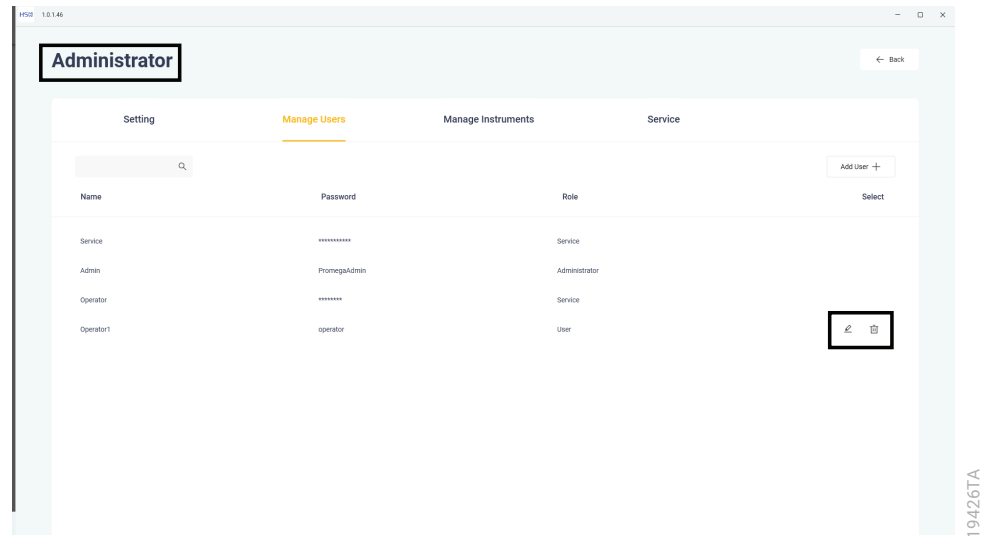 HSØ 1.0.1.46
Administrator
← Back
Setting Manage Users Manage Instruments Service
Add User +
Name Password Role Select
Service *********** Service
Admin PromegaAdmin Administrator
Operator ******** Service
Operator1 operator User
19426TA